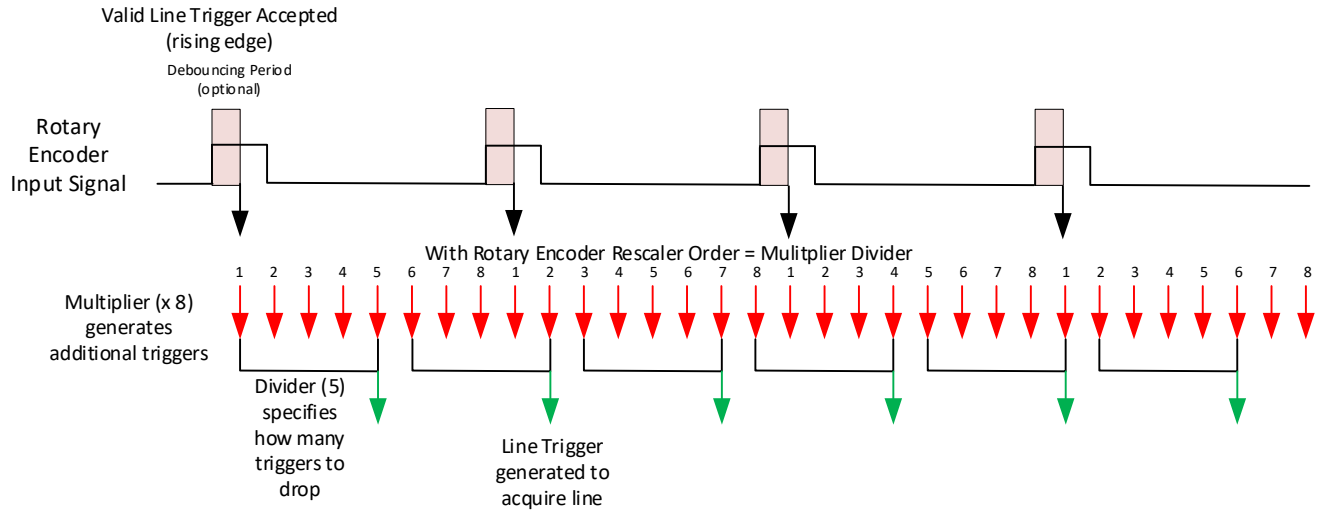 Valid Line Trigger Accepted
(rising edge)
Debouncing Period
(optional)
Rotary
Encoder
Input Signal
With Rotary Encoder Rescaler Order = Mulitplier Divider
1 2 3 4 5 6 7 8 1 2 3 4 5 6 7 8 1 2 3 4 5 6 7 8 1 2 3 4 5 6 7 8
Multiplier (x 8)
generates
additional triggers
Divider (5)
specifies
how many
triggers to
drop
Line Trigger
generated to
acquire line